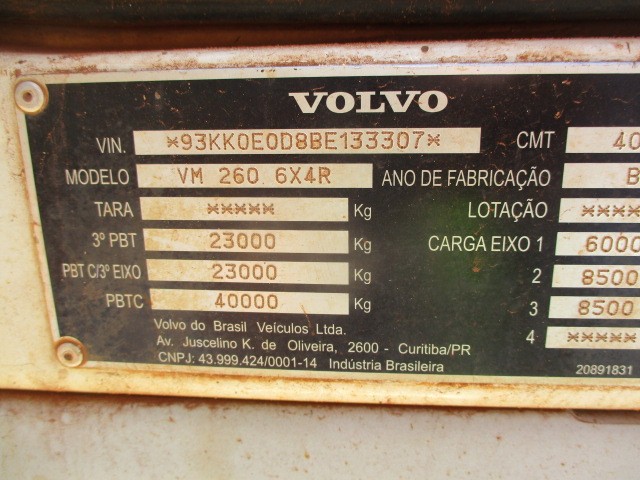 VOLVO
VIN. *93KK0E0D8BE133307* CMT 40
MODELO VM 260 6X4R ANO DE FABRICAÇÃO B
TARA ***** Kg LOTAÇÃO ****
3º PBT 23000 Kg CARGA EIXO 1 6000
PBT C/3º EIXO 23000 Kg 2 8500
PBTC 40000 Kg 3 8500
Volvo do Brasil Veículos Ltda. 4 *****
Av. Juscelino K. de Oliveira, 2600 - Curitiba/PR
CNPJ: 43.999.424/0001-14 Indústria Brasileira 20891831